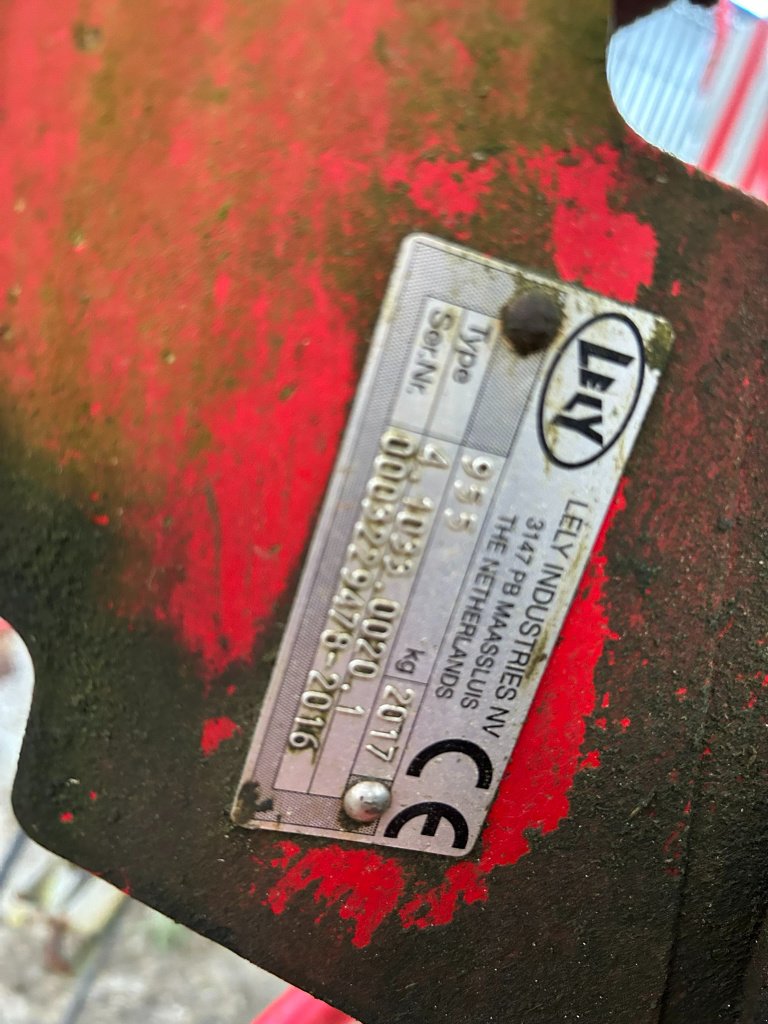 LELY
LELY INDUSTRIES NV
3147 PB MAASSLUIS
THE NETHERLANDS
CE
Type 955 kg 2017
Ser.Nr. 4.1033.0020.1
0003229478-2016